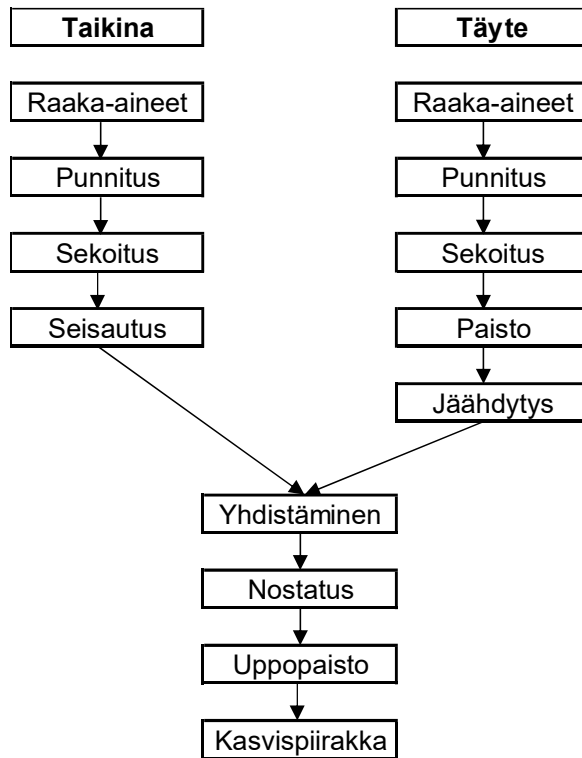 Taikina
Raaka-aineet
Punnitus
Sekoitus
Seisautus
Täyte
Raaka-aineet
Punnitus
Sekoitus
Paisto
Jäähdytys
Yhdistäminen
Nostatus
Uppopaisto
Kasvispiirakka